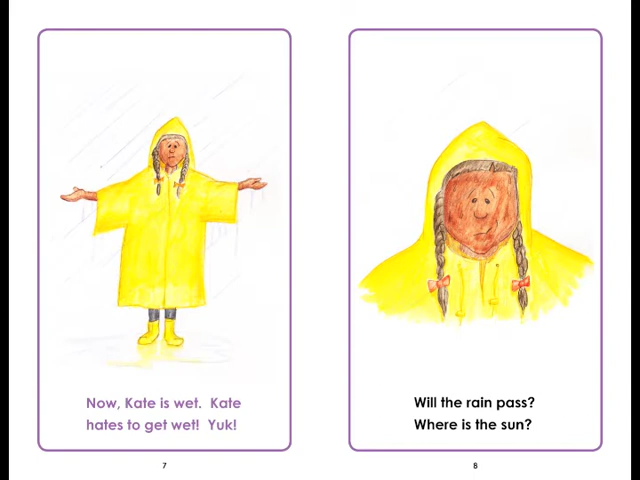 Now, Kate is wet.  Kate
hates to get wet!  Yuk!
7
Will the rain pass?
Where is the sun?
8